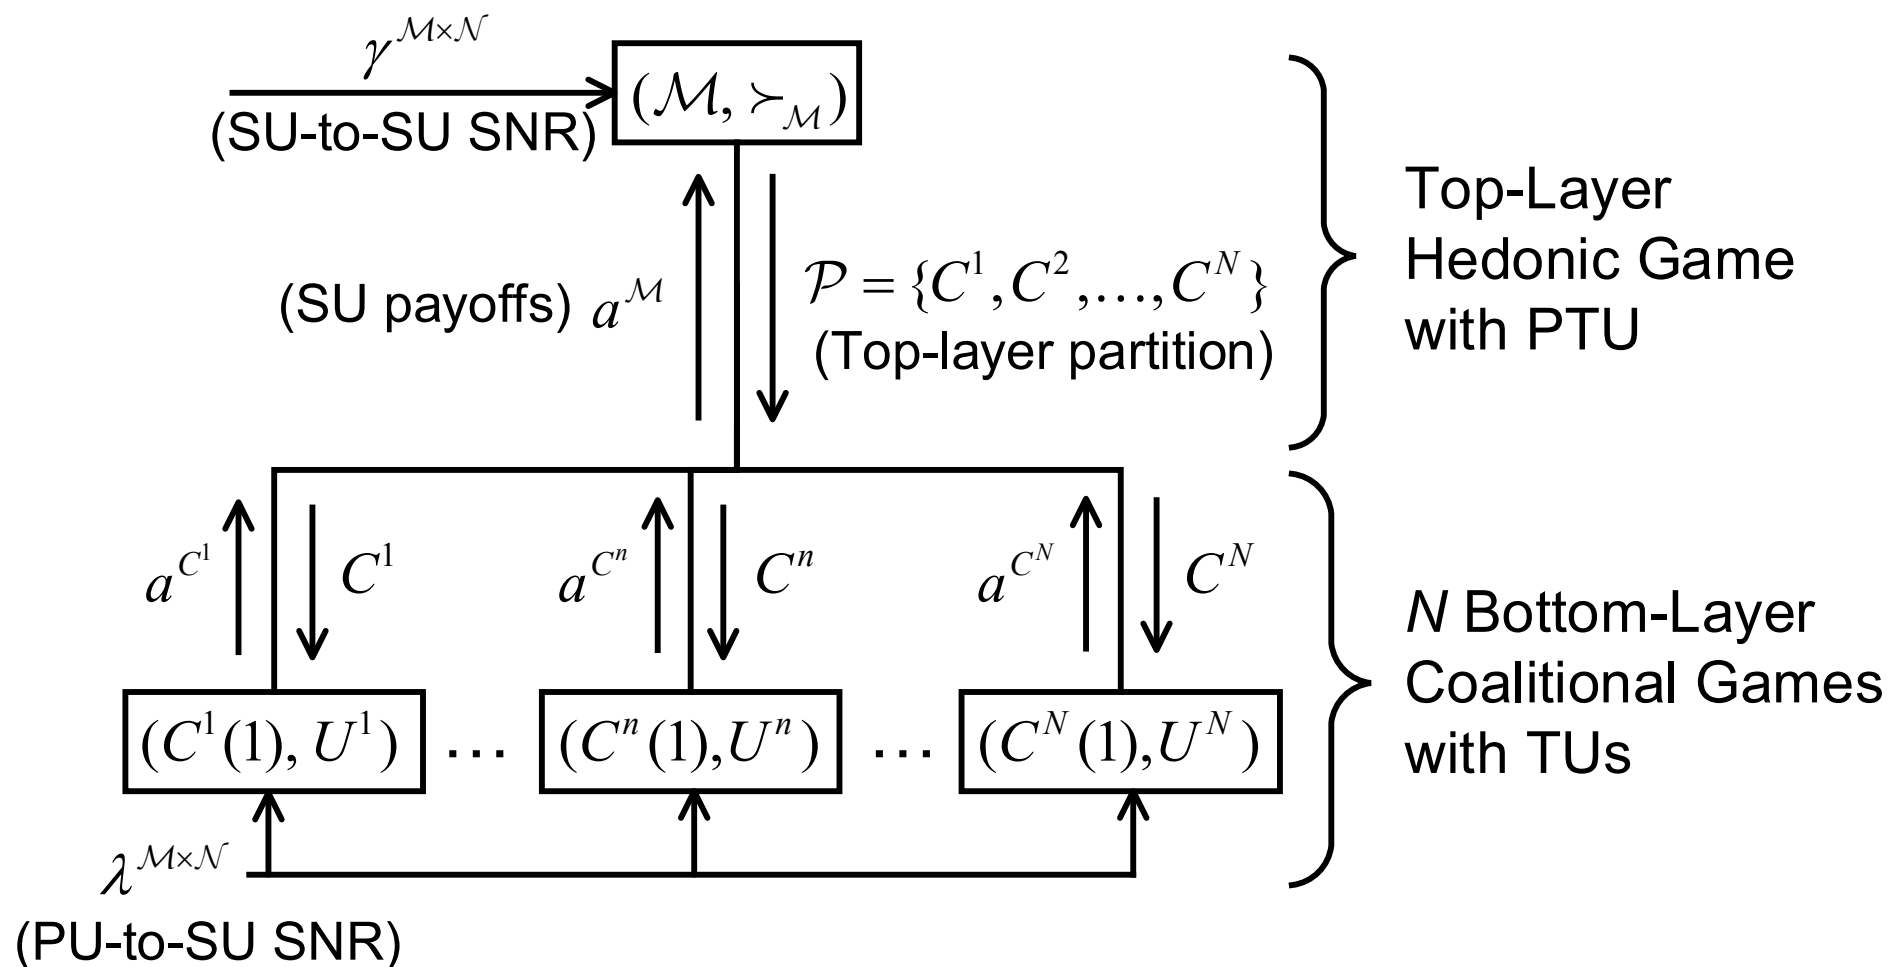 γ^{ℳ×𝒩}
(SU-to-SU SNR)
(ℳ, ≻_ℳ)
(SU payoffs) a^ℳ
𝒫 = {C^1, C^2,…, C^N}
(Top-layer partition)
Top-Layer
Hedonic Game
with PTU
a^{C^1}
C^1
a^{C^n}
C^n
a^{C^N}
C^N
(C^1(1), U^1) … (C^n(1), U^n) … (C^N(1), U^N)
N Bottom-Layer
Coalitional Games
with TUs
λ^{ℳ×𝒩}
(PU-to-SU SNR)